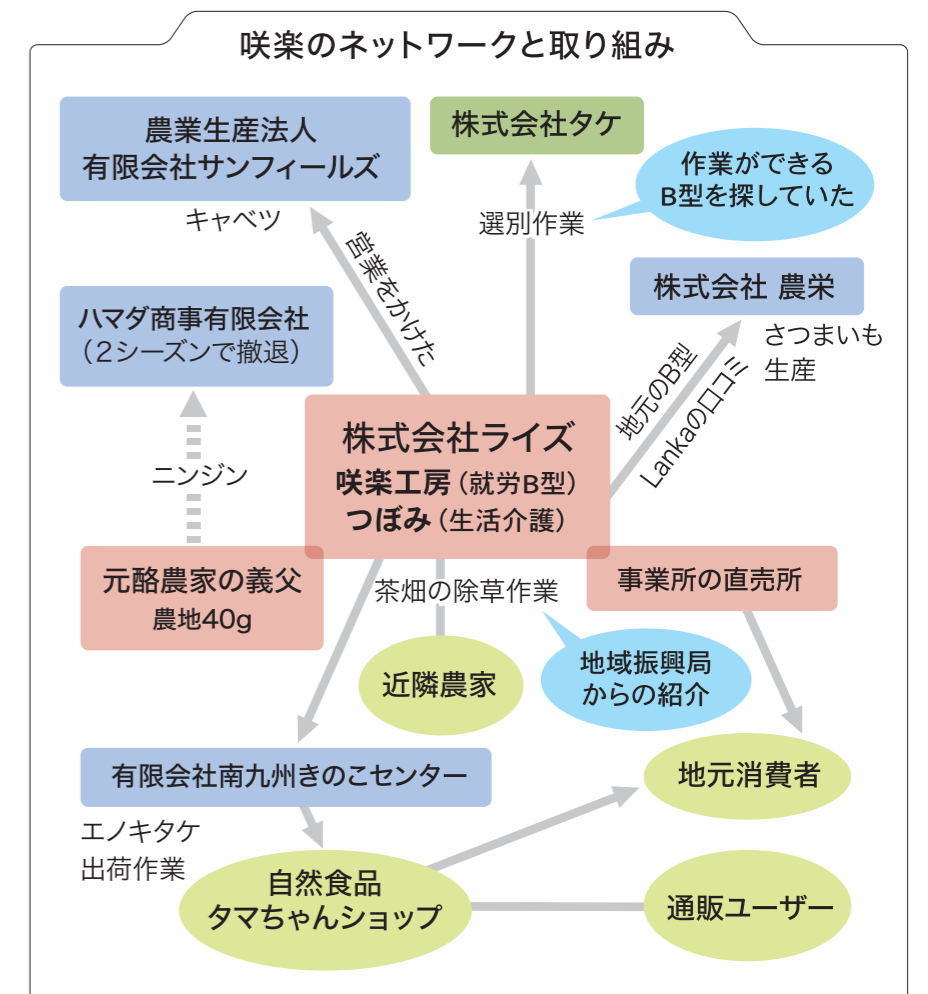 咲楽のネットワークと取り組み
農業生産法人
有限会社サンフィールズ
キャベツ
株式会社タケ
選別作業
作業ができる
B型を探していた
営業をかけた
株式会社 農栄
さつまいも
生産
地元のB型
Lankaの口コミ
ハマダ商事有限会社
（2シーズンで撤退）
ニンジン
株式会社ライズ
咲楽工房（就労B型）
つぼみ（生活介護）
元酪農家の義父
農地40g
茶畑の除草作業
事業所の直売所
近隣農家
地域振興局
からの紹介
有限会社南九州きのこセンター
エノキタケ
出荷作業
地元消費者
自然食品
タマちゃんショップ
通販ユーザー